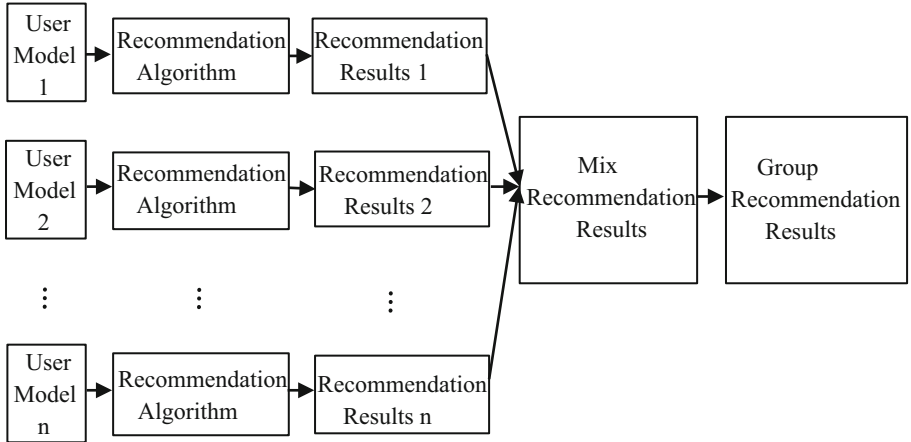 User
Model
1
Recommendation
Algorithm
Recommendation
Results 1
User
Model
2
Recommendation
Algorithm
Recommendation
Results 2
Mix
Recommendation
Results
Group
Recommendation
Results
User
Model
n
Recommendation
Algorithm
Recommendation
Results n